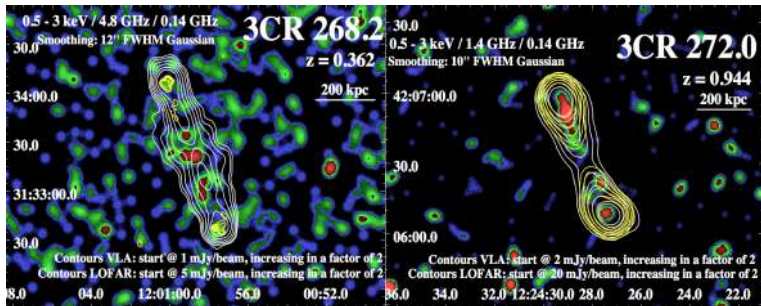 0.5 - 3 keV / 4.8 GHz / 0.14 GHz
3CR 268.2
Smoothing: 12" FWHM Gaussian
z = 0.362
200 kpc
30.0
34:00.0
30.0
31:33:00.0
30.0
Contours VLA: start @ 1 mJy/beam, increasing in a factor of 2
Contours LOFAR: start @ 5 mJy/beam, increasing in a factor of 2
08.0 04.0 12:01:00.0 56.0 00:52.0
30.0
0.5 - 3 keV / 1.4 GHz / 0.14 GHz
3CR 272.0
Smoothing: 10" FWHM Gaussian
z = 0.944
200 kpc
42:07:00.0
30.0
06:00.0
Contours VLA: start @ 2 mJy/beam, increasing in a factor of 2
Contours LOFAR: start @ 20 mJy/beam, increasing in a factor of 2
36.0 34.0 32.0 12:24:30.0 28.0 26.0 24.0 22.0